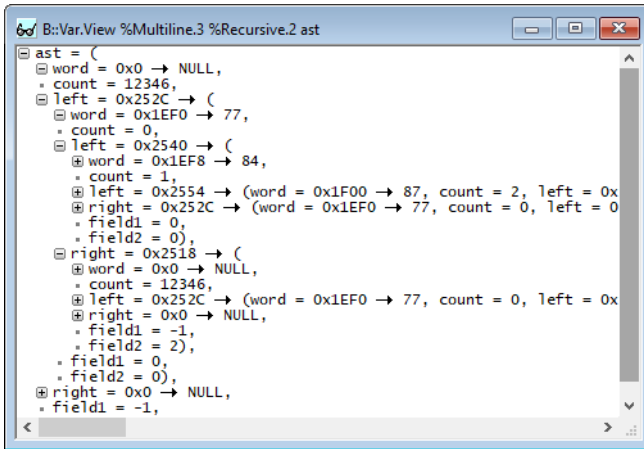 B::Var.View %Multiline.3 %Recursive.2 ast
ast = (
word = 0x0 → NULL,
count = 12346,
left = 0x252C → (
word = 0x1EF0 → 77,
count = 0,
left = 0x2540 → (
word = 0x1EF8 → 84,
count = 1,
left = 0x2554 → (word = 0x1F00 → 87, count = 2, left = 0x
right = 0x252C → (word = 0x1EF0 → 77, count = 0, left = 0
field1 = 0,
field2 = 0),
right = 0x2518 → (
word = 0x0 → NULL,
count = 12346,
left = 0x252C → (word = 0x1EF0 → 77, count = 0, left = 0x
right = 0x0 → NULL,
field1 = -1,
field2 = 2),
field1 = 0,
field2 = 0),
right = 0x0 → NULL,
field1 = -1,